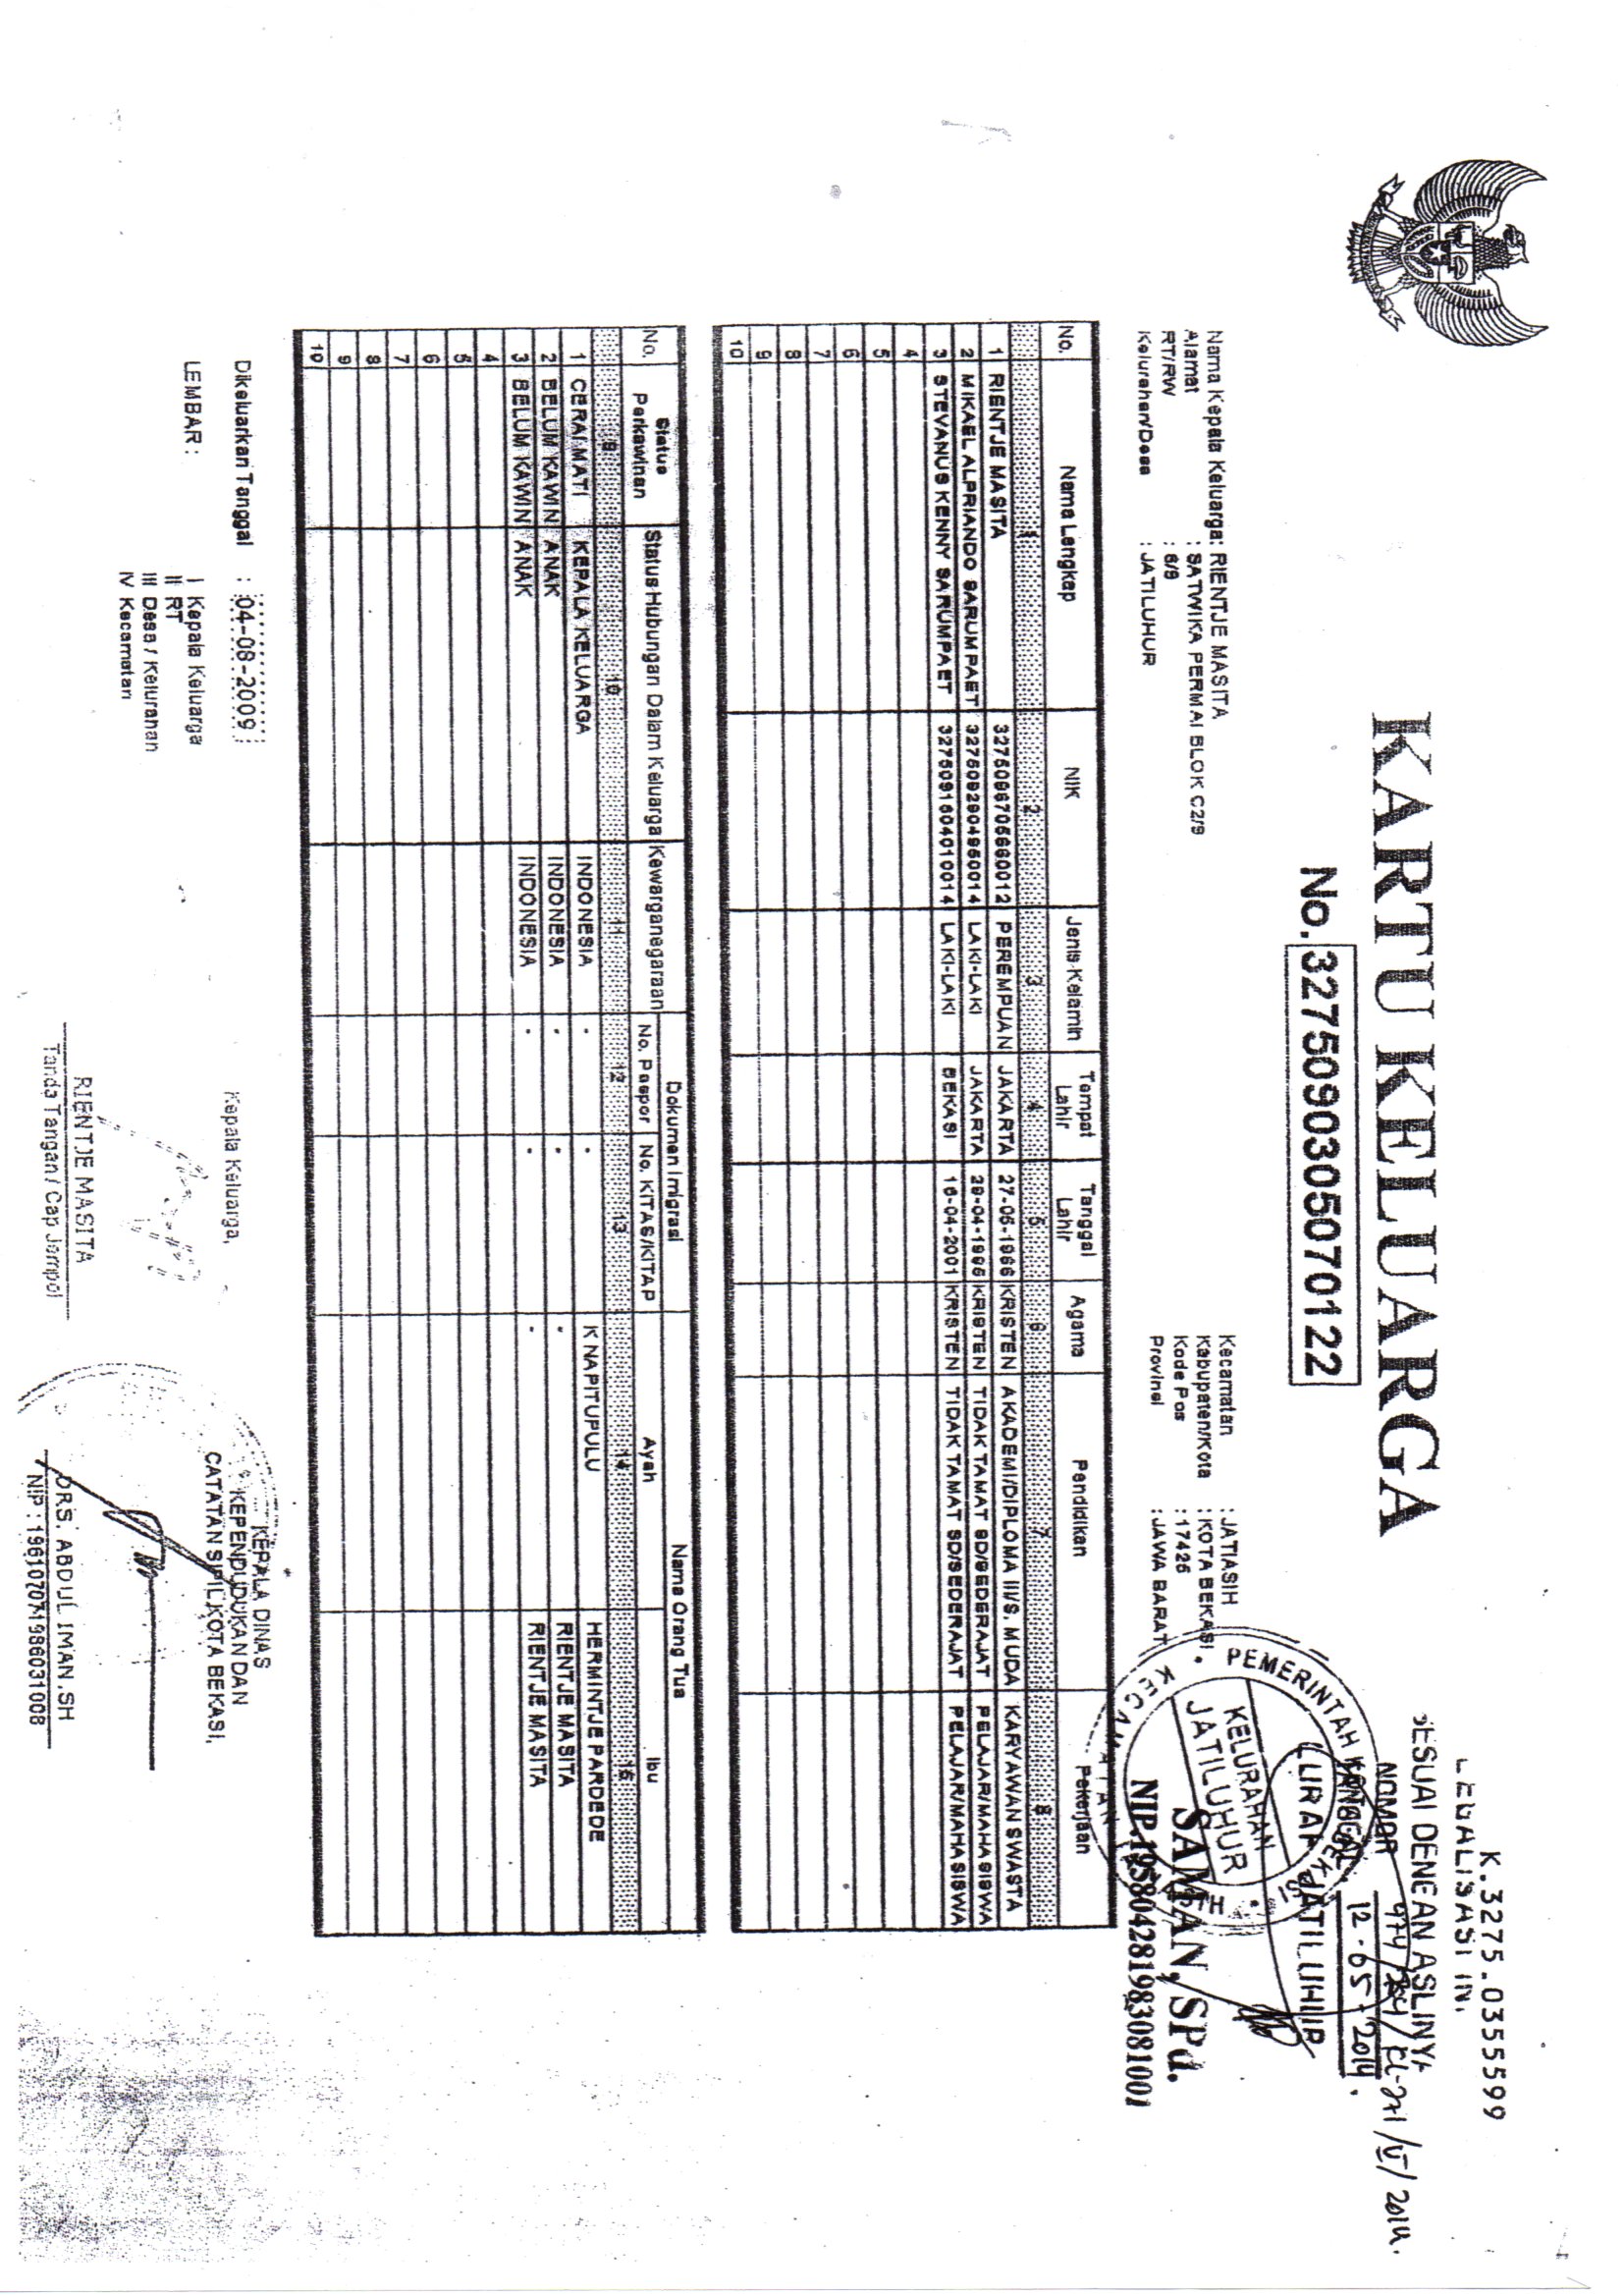 K.3275.0355599
LEGALISASI INI
SESUAI DENGAN ASLINYA
KARTU KELUARGA
NOMOR 974 / / KL-271 / V / 2014.
TANGGAL 12-05-2014.
No. 3275090305070122
LURAH JATILUHUR
PEMERINTAH KOTA BEKASI
KELURAHAN
JATILUHUR
KECAMATAN JATIASIH
SAMAN, SPd.
NIP.195804281983081001
Nama Kepala Keluarga: RIENTJE MASITA
Alamat : SATWIKA PERMAI BLOK C2/9
RT/RW : 6/9
Kelurahan/Desa : JATILUHUR
Kecamatan : JATIASIH
Kabupaten/Kota : KOTA BEKASI
Kode Pos : 17425
Provinsi : JAWA BARAT
No. Nama Lengkap NIK Jenis Kelamin Tempat Lahir Tanggal Lahir Agama Pendidikan Pekerjaan
1 2 3 4 5 6 7 8
1 RIENTJE MASITA 3275096705660012 PEREMPUAN JAKARTA 27-05-1966 KRISTEN AKADEMI/DIPLOMA III/S. MUDA KARYAWAN SWASTA
2 MIKAEL ALPRIANDO SARUMPAET 3275092904950014 LAKI-LAKI JAKARTA 29-04-1995 KRISTEN TIDAK TAMAT SD/SEDERAJAT PELAJAR/MAHASISWA
3 STEVANUS KENNY SARUMPAET 3275091604010014 LAKI-LAKI BEKASI 16-04-2001 KRISTEN TIDAK TAMAT SD/SEDERAJAT PELAJAR/MAHASISWA
4
5
6
7
8
9
10
No. Status Perkawinan Status Hubungan Dalam Keluarga Kewarganegaraan Dokumen Imigrasi Nama Orang Tua
No. Paspor No. KITAS/KITAP Ayah Ibu
9 10 11 12 13 14 15
1 CERAI MATI KEPALA KELUARGA INDONESIA - - K NAPITUPULU HERMINTJE PARDEDE
2 BELUM KAWIN ANAK INDONESIA - - - RIENTJE MASITA
3 BELUM KAWIN ANAK INDONESIA - - - RIENTJE MASITA
4
5
6
7
8
9
10
Dikeluarkan Tanggal : 04-08-2009
LEMBAR : I Kepala Keluarga
II RT
III Desa / Kelurahan
IV Kecamatan
Kepala Keluarga,
RIENTJE MASITA
Tanda Tangan / Cap Jempol
KEPALA DINAS
KEPENDUDUKAN DAN
CATATAN SIPIL KOTA BEKASI,
DRS. ABDUL IMAN.SH
NIP : 196107071986031008